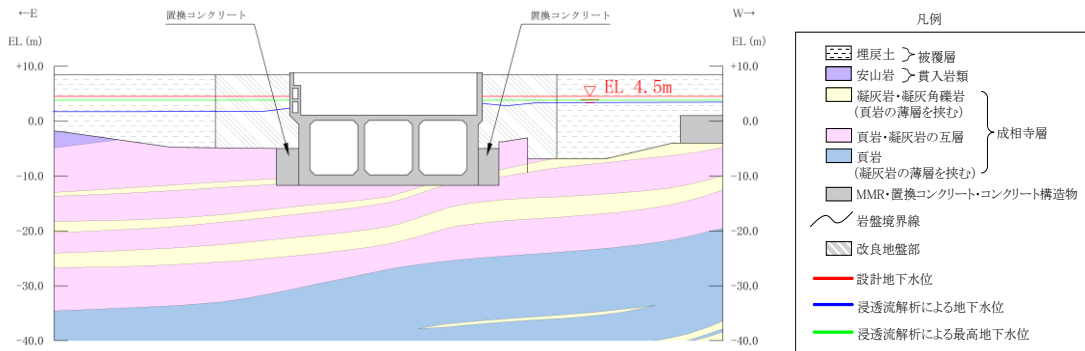 ←E
W→
置換コンクリート
置換コンクリート
EL (m)
EL (m)
+10.0
0.0
-10.0
-20.0
-30.0
-40.0
+10.0
0.0
-10.0
-20.0
-30.0
-40.0
EL 4.5m
凡例
埋戻土
被覆層
安山岩
貫入岩類
凝灰岩・凝灰角礫岩
(頁岩の薄層を挟む)
頁岩・凝灰岩の互層
成相寺層
頁岩
(凝灰岩の薄層を挟む)
MMR・置換コンクリート・コンクリート構造物
岩盤境界線
改良地盤部
設計地下水位
浸透流解析による地下水位
浸透流解析による最高地下水位